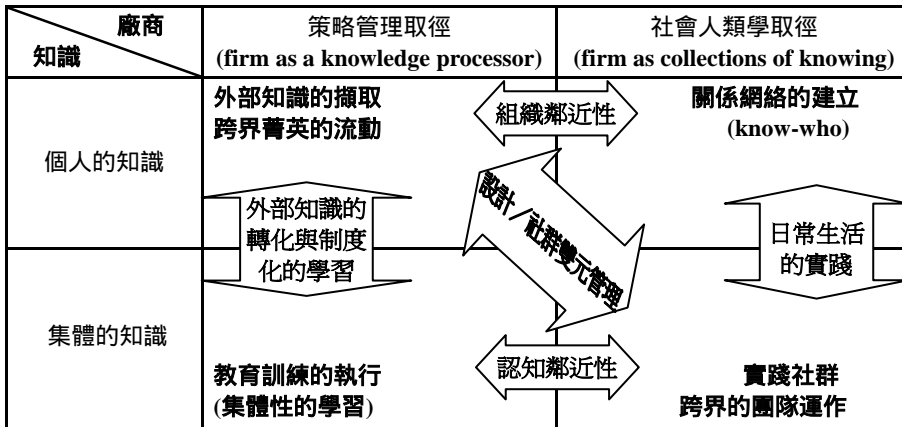 廠商
知識
策略管理取徑
(firm as a knowledge processor)
社會人類學取徑
(firm as collections of knowing)
個人的知識
外部知識的擷取
跨界菁英的流動
組織鄰近性
關係網絡的建立
(know-who)
外部知識的
轉化與制度
化的學習
設計／社群雙元管理
日常生活
的實踐
集體的知識
教育訓練的執行
(集體性的學習)
認知鄰近性
實踐社群
跨界的團隊運作